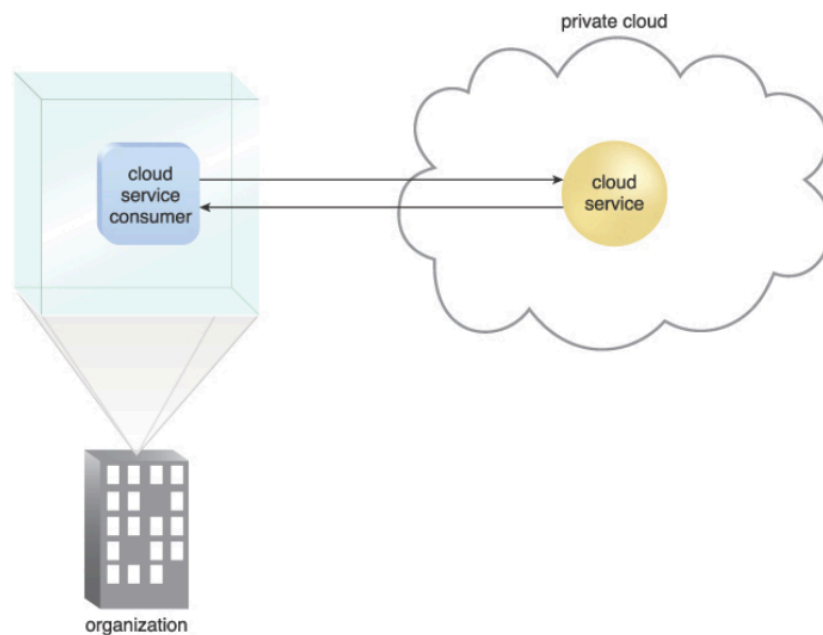 private cloud
cloud
service
consumer
cloud
service
organization